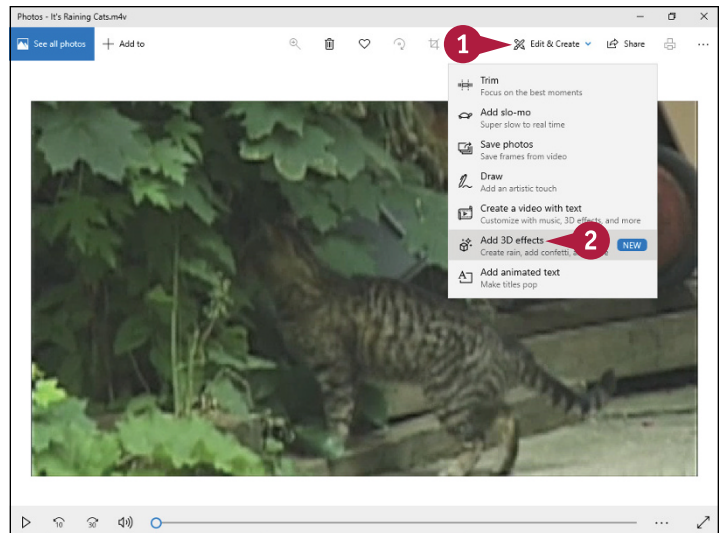 Photos - It's Raining Cats.m4v
See all photos
Add to
1
Edit & Create
Share
Trim
Focus on the best moments
Add slo-mo
Super slow to real time
Save photos
Save frames from video
Draw
Add an artistic touch
Create a video with text
Customize with music, 3D effects, and more
Add 3D effects
2
NEW
Create rain, add confetti,
Add animated text
Make titles pop
10
30